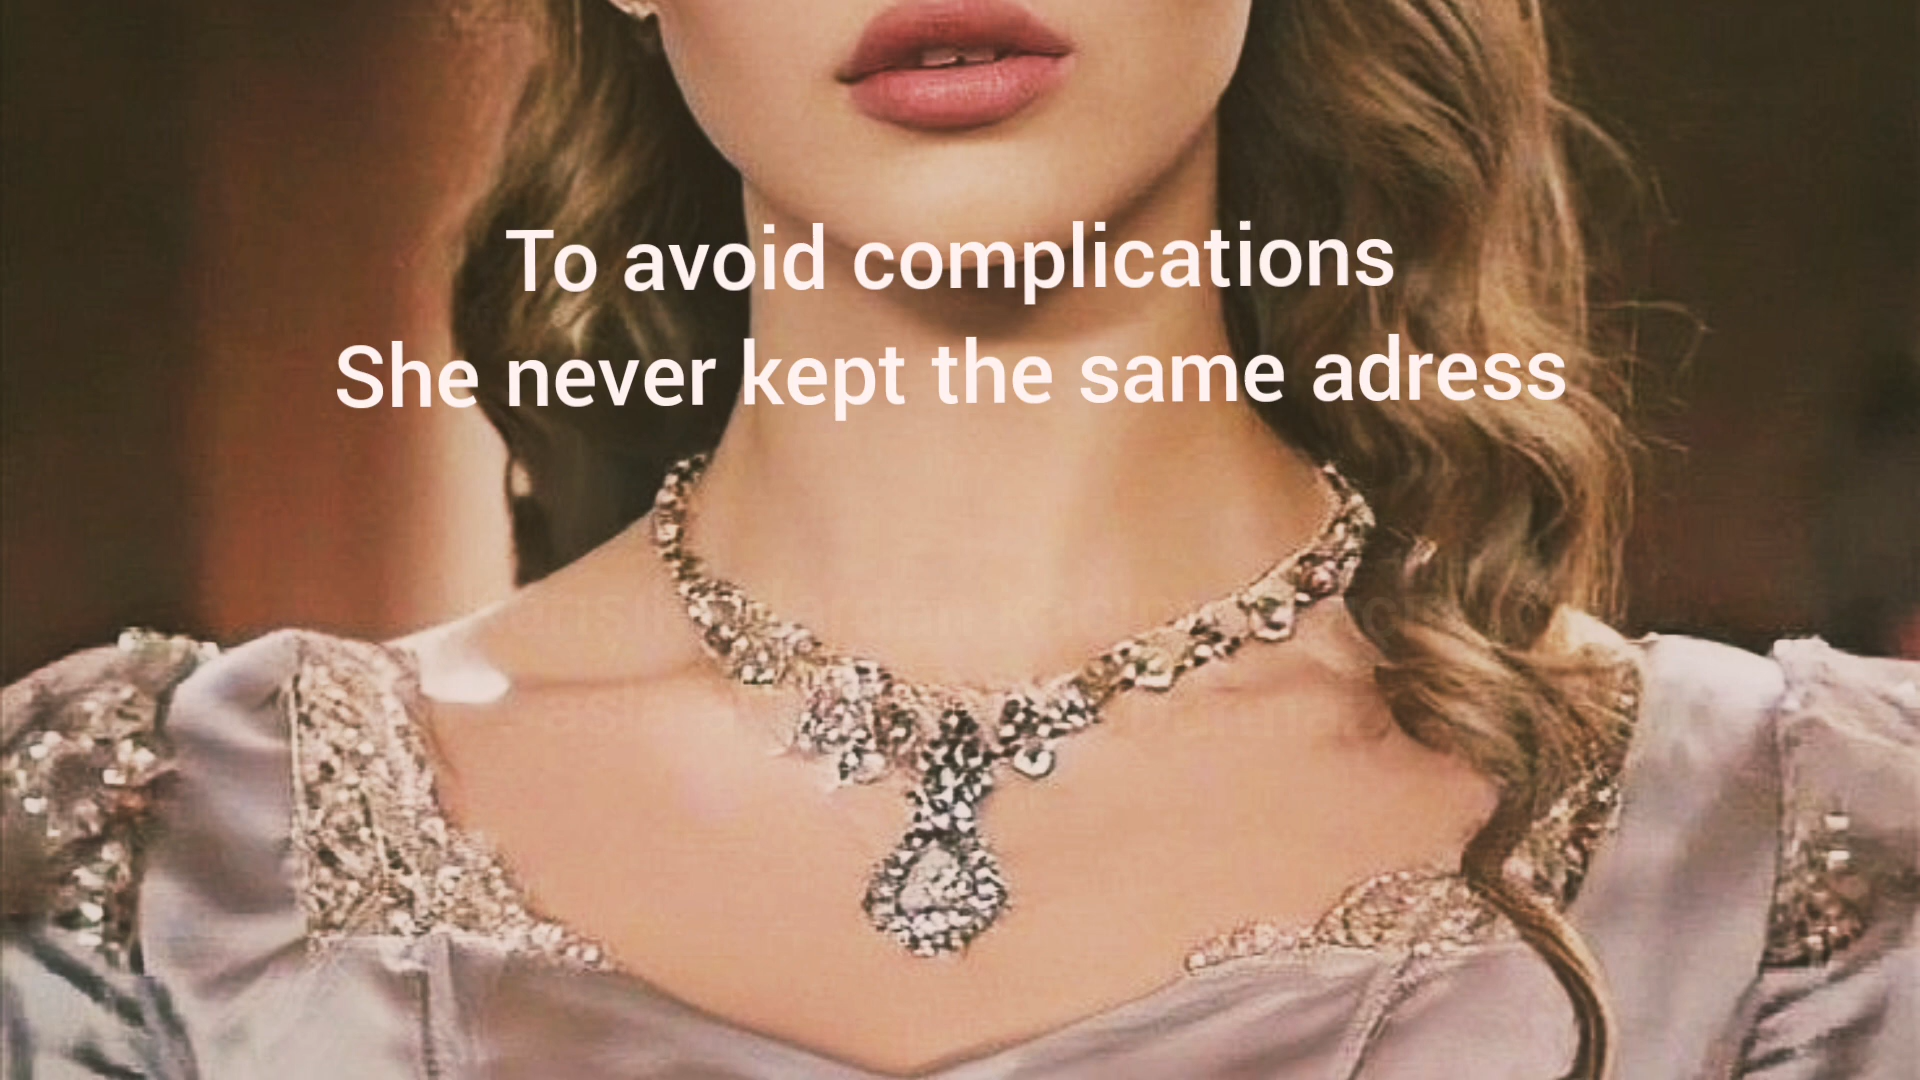 To avoid complications
She never kept the same adress